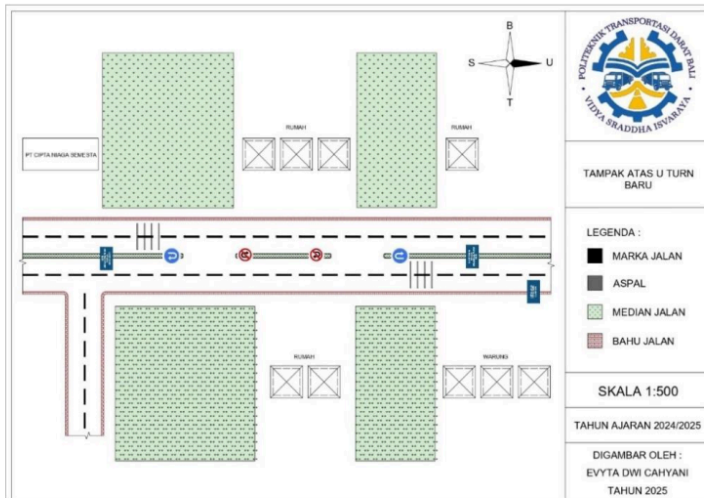 B
S
U
T
RUMAH
RUMAH
PT CIPTA NIAGA SEMESTA
RUMAH
WARUNG
POLITEKNIK TRANSPORTASI DARAT BALI
VIDYA SRADDHA ISVARAYA
TAMPAK ATAS U TURN
BARU
LEGENDA :
MARKA JALAN
ASPAL
MEDIAN JALAN
BAHU JALAN
SKALA 1:500
TAHUN AJARAN 2024/2025
DIGAMBAR OLEH :
EVYTA DWI CAHYANI
TAHUN 2025